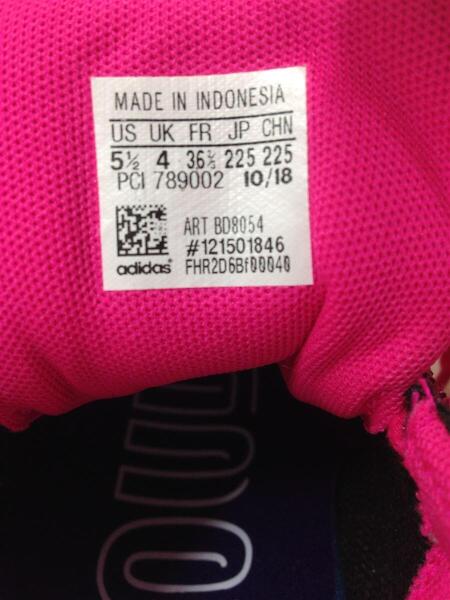 MADE IN INDONESIA
US UK FR JP CHN
5½ 4 36⅔ 225 225
PCI 789002 10/18
ART BD8054
#121501846
adidas® FHR2D6Bf00040